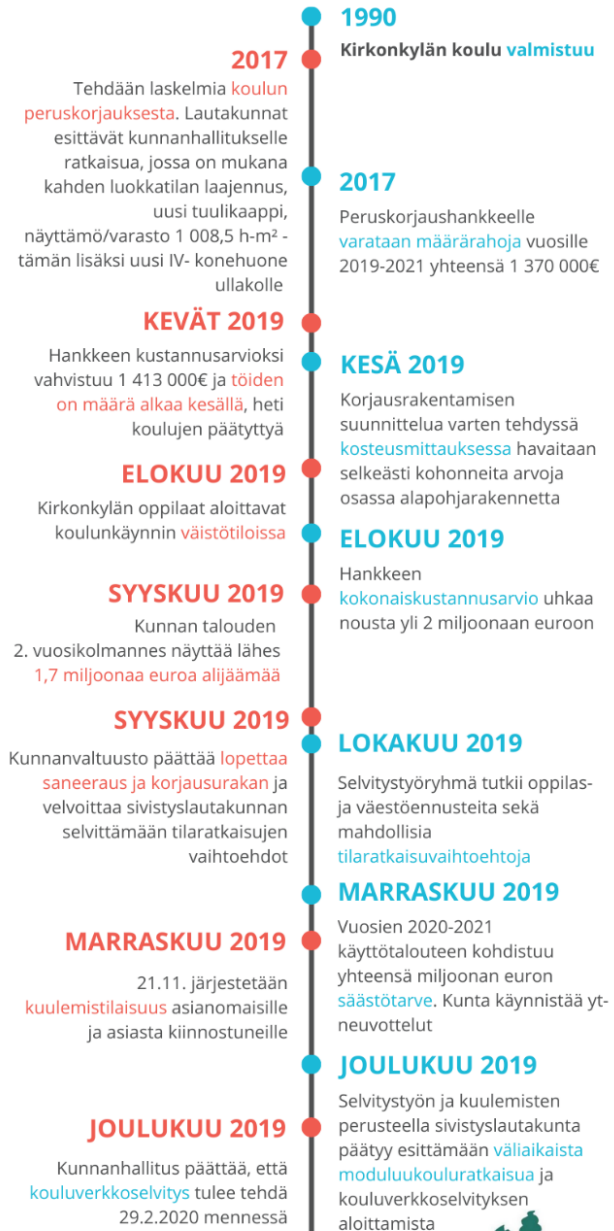 1990
Kirkonkylän koulu valmistuu
2017
Tehdään laskelmia koulun
peruskorjauksesta. Lautakunnat
esittävät kunnanhallitukselle
ratkaisua, jossa on mukana
kahden luokkatilan laajennus,
uusi tuulikaappi,
näyttämö/varasto 1 008,5 h-m² -
tämän lisäksi uusi IV- konehuone
ullakolle
2017
Peruskorjaushankkeelle
varataan määrärahoja vuosille
2019-2021 yhteensä 1 370 000€
KEVÄT 2019
Hankkeen kustannusarvioksi
vahvistuu 1 413 000€ ja töiden
on määrä alkaa kesällä, heti
koulujen päätyttyä
KESÄ 2019
Korjausrakentamisen
suunnittelua varten tehdyssä
kosteusmittauksessa havaitaan
selkeästi kohonneita arvoja
osassa alapohjarakennetta
ELOKUU 2019
Kirkonkylän oppilaat aloittavat
koulunkäynnin väistötiloissa
ELOKUU 2019
Hankkeen
kokonaiskustannusarvio uhkaa
nousta yli 2 miljoonaan euroon
SYYSKUU 2019
Kunnan talouden
2. vuosikolmannes näyttää lähes
1,7 miljoonaa euroa alijäämää
SYYSKUU 2019
Kunnanvaltuusto päättää lopettaa
saneeraus ja korjausurakan ja
velvoittaa sivistyslautakunnan
selvittämään tilaratkaisujen
vaihtoehdot
LOKAKUU 2019
Selvitystyöryhmä tutkii oppilas-
ja väestöennusteita sekä
mahdollisia
tilaratkaisuvaihtoehtoja
MARRASKUU 2019
Vuosien 2020-2021
käyttötalouteen kohdistuu
yhteensä miljoonan euron
säästötarve. Kunta käynnistää yt-
neuvottelut
MARRASKUU 2019
21.11. järjestetään
kuulemistilaisuus asianomaisille
ja asiasta kiinnostuneille
JOULUKUU 2019
Selvitystyön ja kuulemisten
perusteella sivistyslautakunta
päätyy esittämään väliaikaista
moduulukouluratkaisua ja
kouluverkkoselvityksen
aloittamista
JOULUKUU 2019
Kunnanhallitus päättää, että
kouluverkkoselvitys tulee tehdä
29.2.2020 mennessä